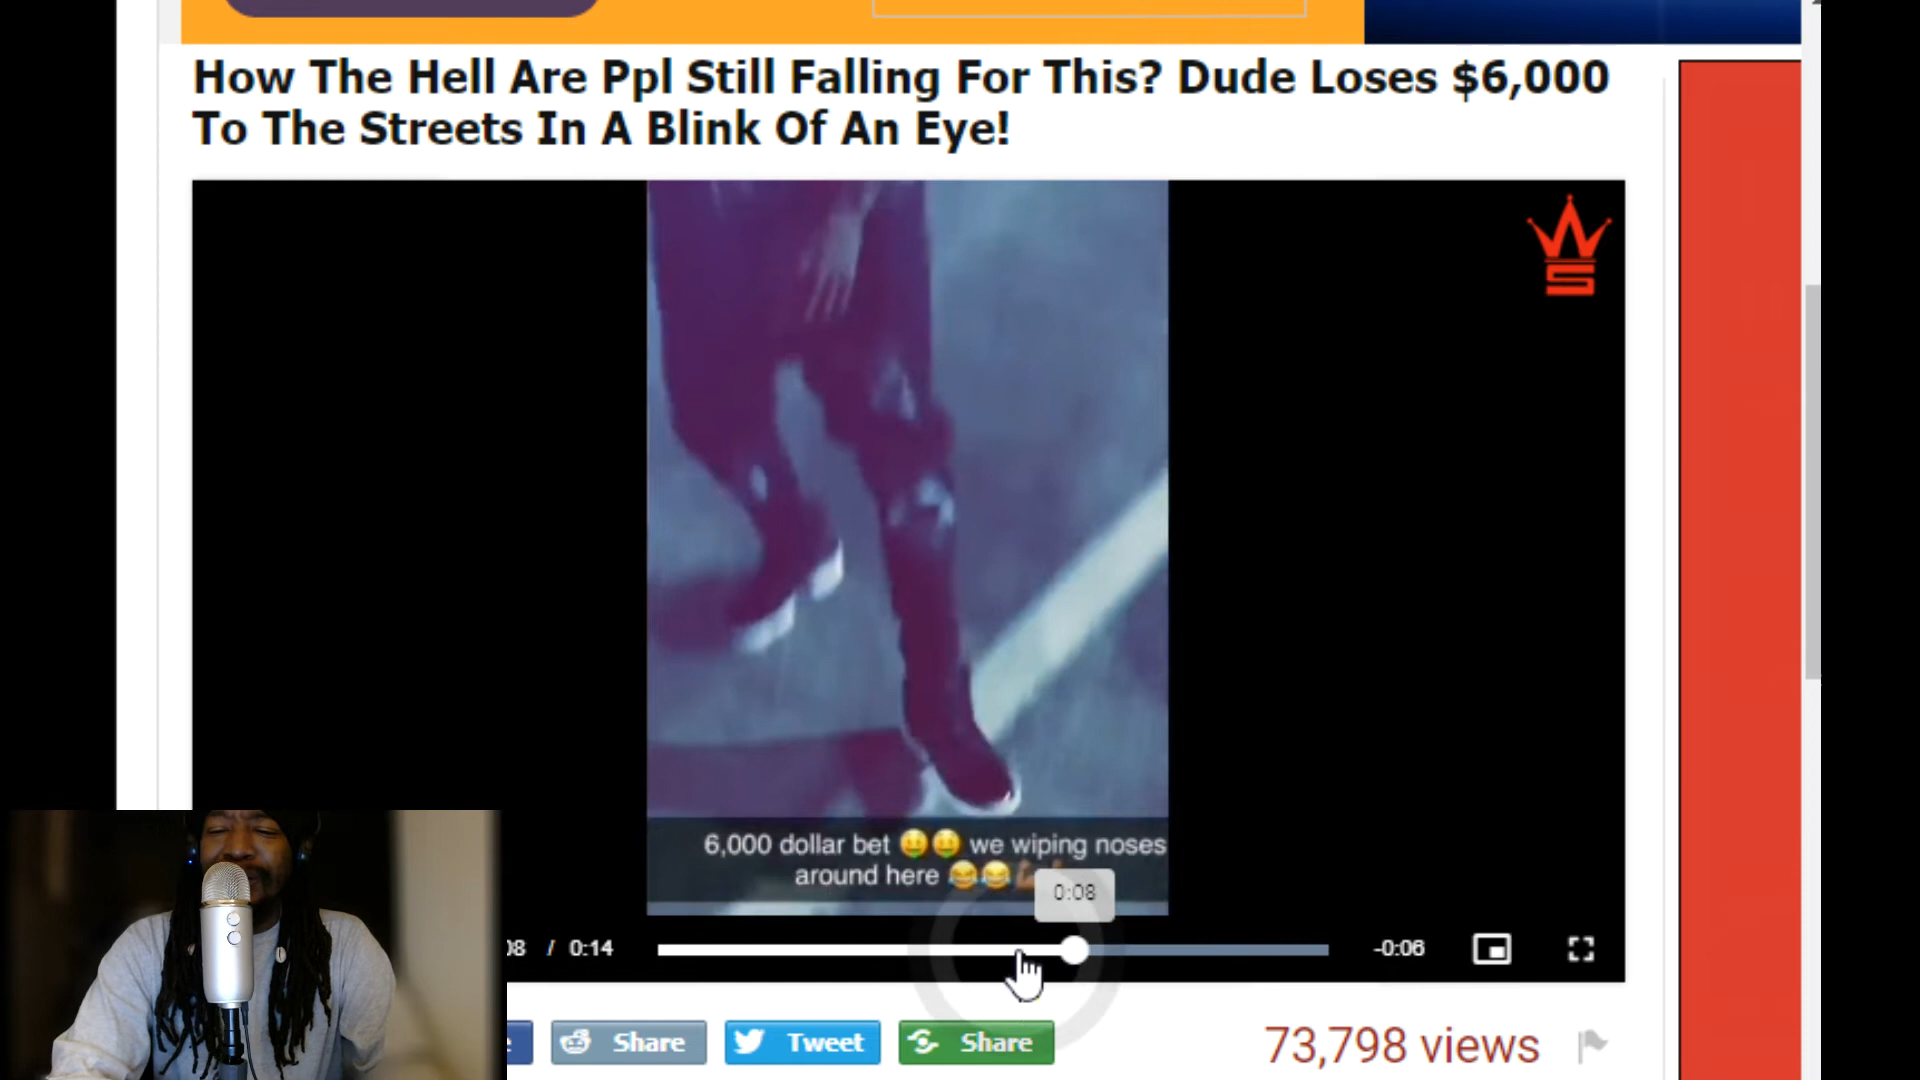 How The Hell Are Ppl Still Falling For This? Dude Loses $6,000
To The Streets In A Blink Of An Eye!
WS
6,000 dollar bet 🤑🤑 we wiping noses
around here 😂😂
0:08
08 / 0:14
-0:06
e
Share
Tweet
Share
73,798 views